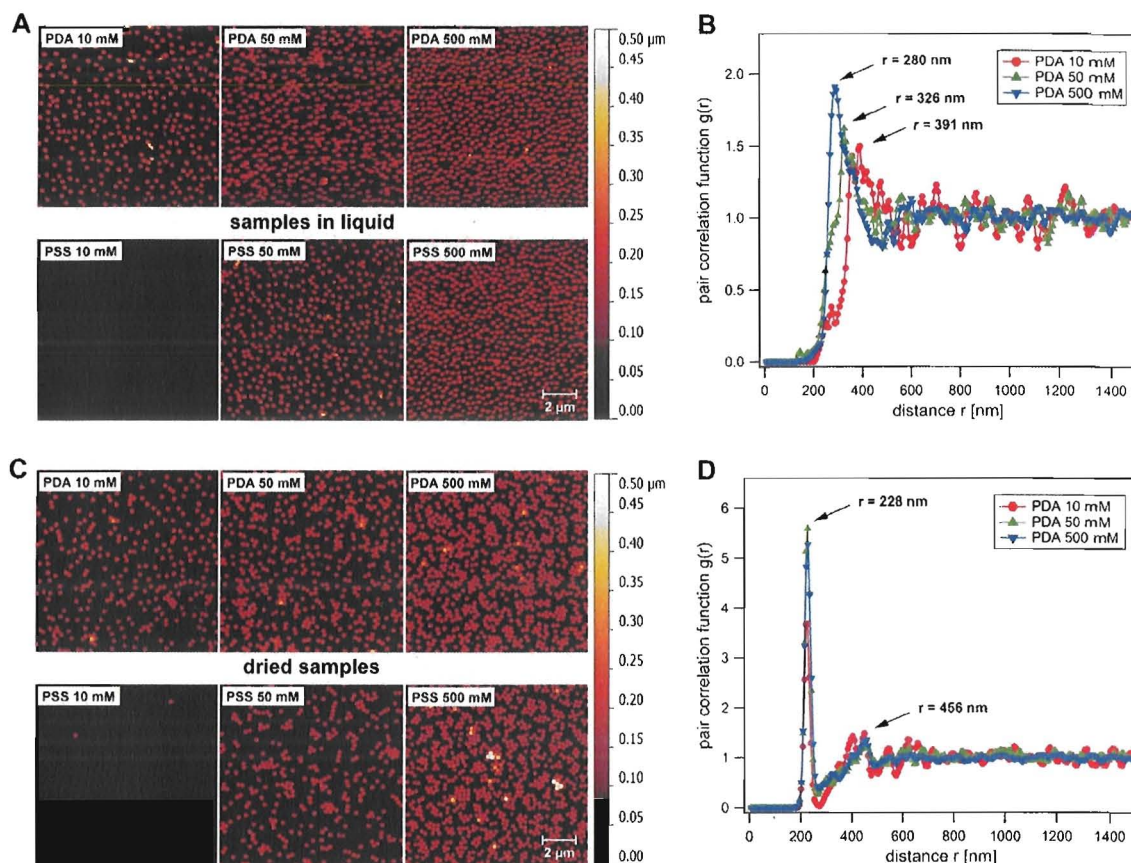 A
PDA 10 mM
PDA 50 mM
PDA 500 mM
samples in liquid
PSS 10 mM
PSS 50 mM
PSS 500 mM
2 µm
0.50 µm
0.45
0.40
0.35
0.30
0.25
0.20
0.15
0.10
0.05
0.00
B
r = 280 nm
r = 326 nm
r = 391 nm
PDA 10 mM
PDA 50 mM
PDA 500 mM
pair correlation function g(r)
2.0
1.5
1.0
0.5
0.0
0 200 400 600 800 1000 1200 1400
distance r [nm]
C
PDA 10 mM
PDA 50 mM
PDA 500 mM
dried samples
PSS 10 mM
PSS 50 mM
PSS 500 mM
2 µm
0.50 µm
0.45
0.40
0.35
0.30
0.25
0.20
0.15
0.10
0.05
0.00
D
r = 228 nm
r = 456 nm
PDA 10 mM
PDA 50 mM
PDA 500 mM
pair correlation function g(r)
6
5
4
3
2
1
0
0 200 400 600 800 1000 1200 1400
distance r [nm]